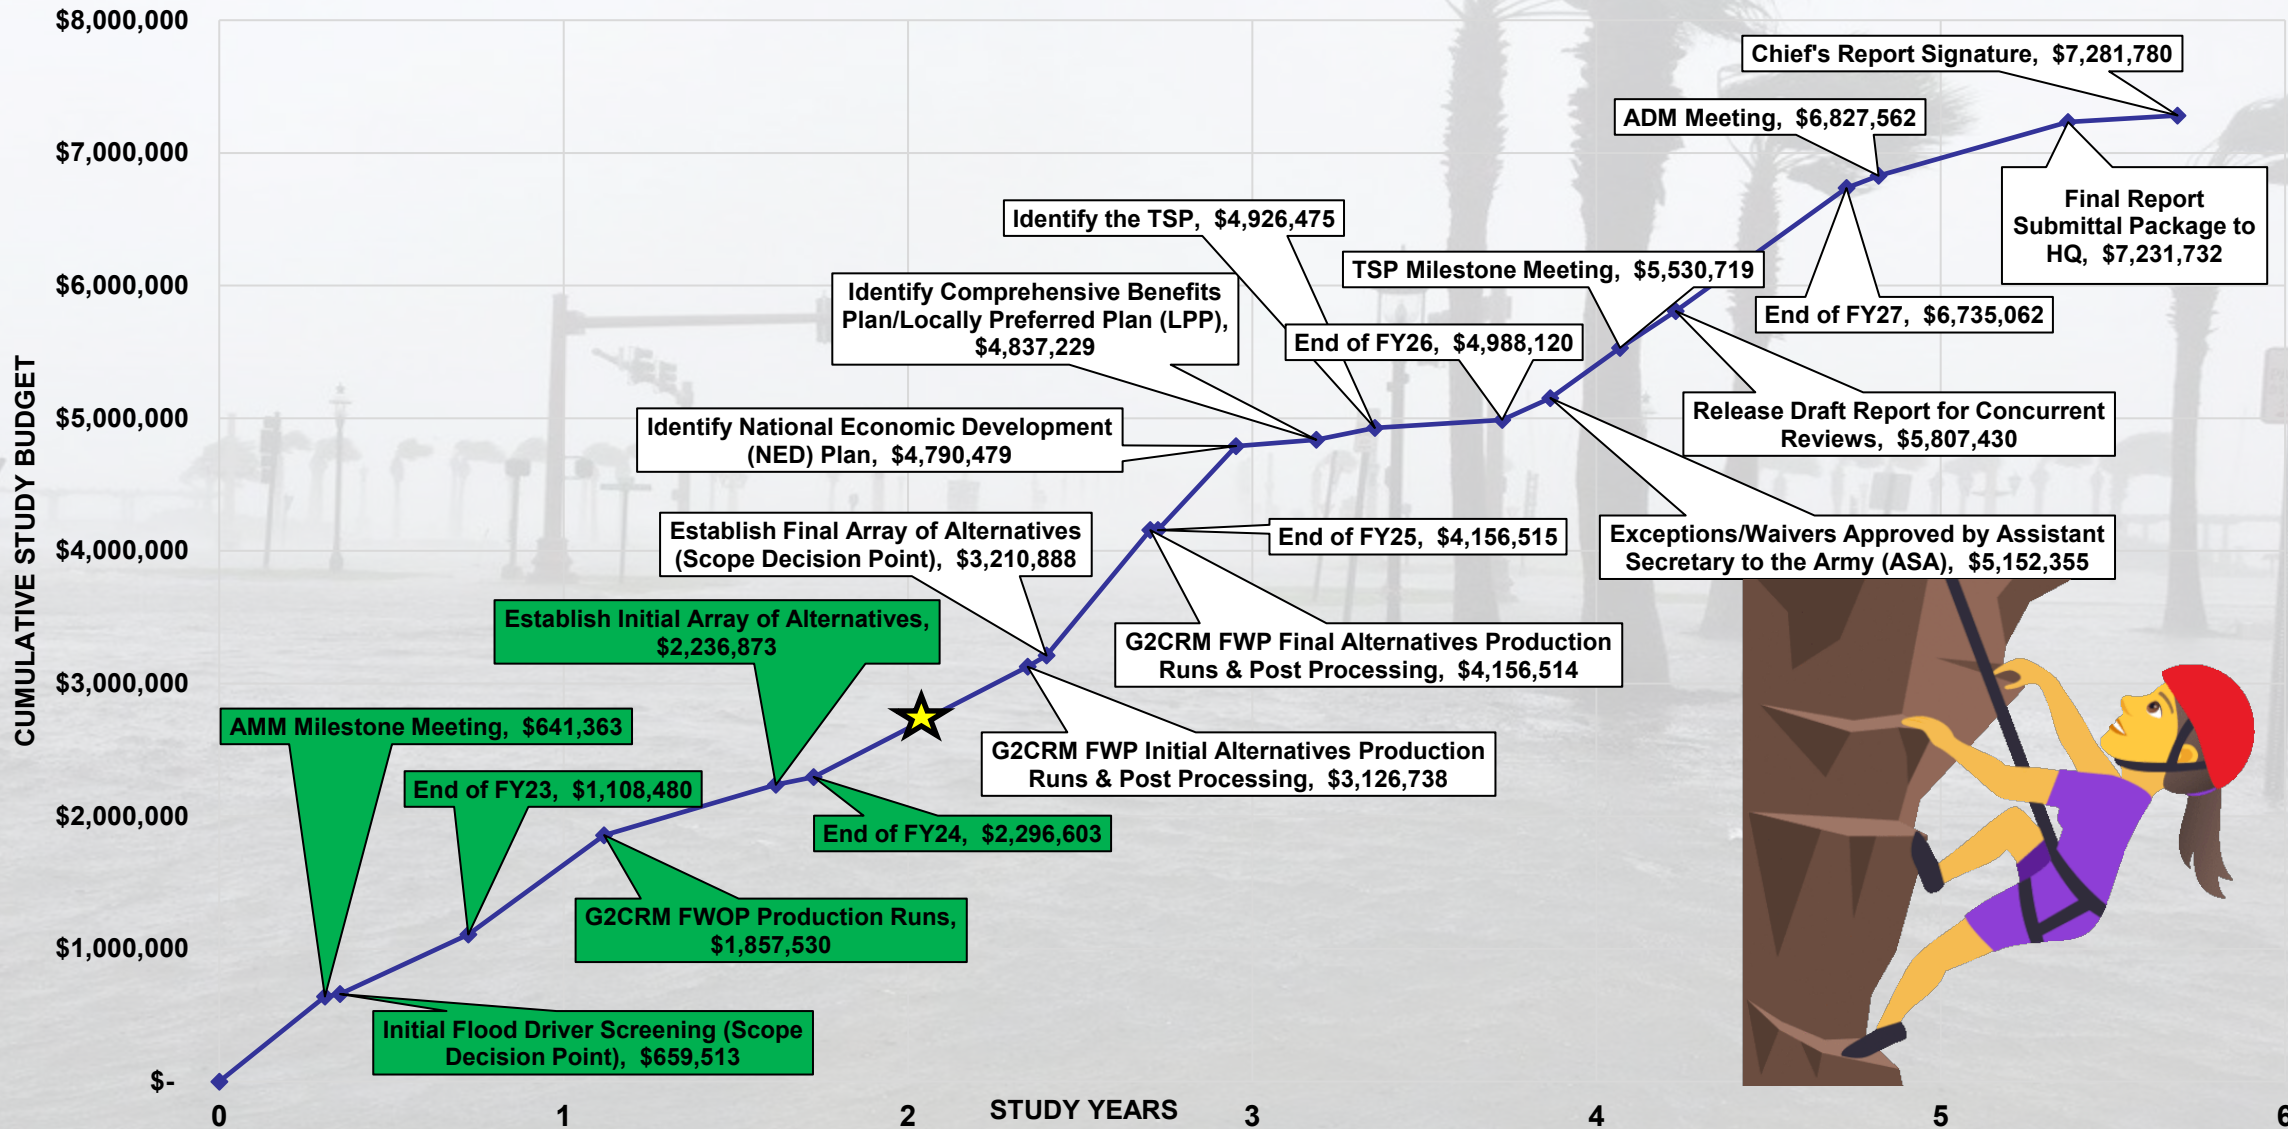 $8,000,000
$7,000,000
$6,000,000
$5,000,000
$4,000,000
$3,000,000
$2,000,000
$1,000,000
$-
CUMULATIVE STUDY BUDGET
Chief's Report Signature, $7,281,780
ADM Meeting, $6,827,562
Final Report
Submittal Package to
HQ, $7,231,732
Identify the TSP, $4,926,475
TSP Milestone Meeting, $5,530,719
Identify Comprehensive Benefits
Plan/Locally Preferred Plan (LPP),
$4,837,229
End of FY27, $6,735,062
End of FY26, $4,988,120
Release Draft Report for Concurrent
Reviews, $5,807,430
Identify National Economic Development
(NED) Plan, $4,790,479
Establish Final Array of Alternatives
(Scope Decision Point), $3,210,888
End of FY25, $4,156,515
Exceptions/Waivers Approved by Assistant
Secretary to the Army (ASA), $5,152,355
Establish Initial Array of Alternatives,
$2,236,873
G2CRM FWP Final Alternatives Production
Runs & Post Processing, $4,156,514
AMM Milestone Meeting, $641,363
G2CRM FWP Initial Alternatives Production
Runs & Post Processing, $3,126,738
End of FY23, $1,108,480
End of FY24, $2,296,603
G2CRM FWOP Production Runs,
$1,857,530
Initial Flood Driver Screening (Scope
Decision Point), $659,513
0
1
2
3
4
5
6
STUDY YEARS